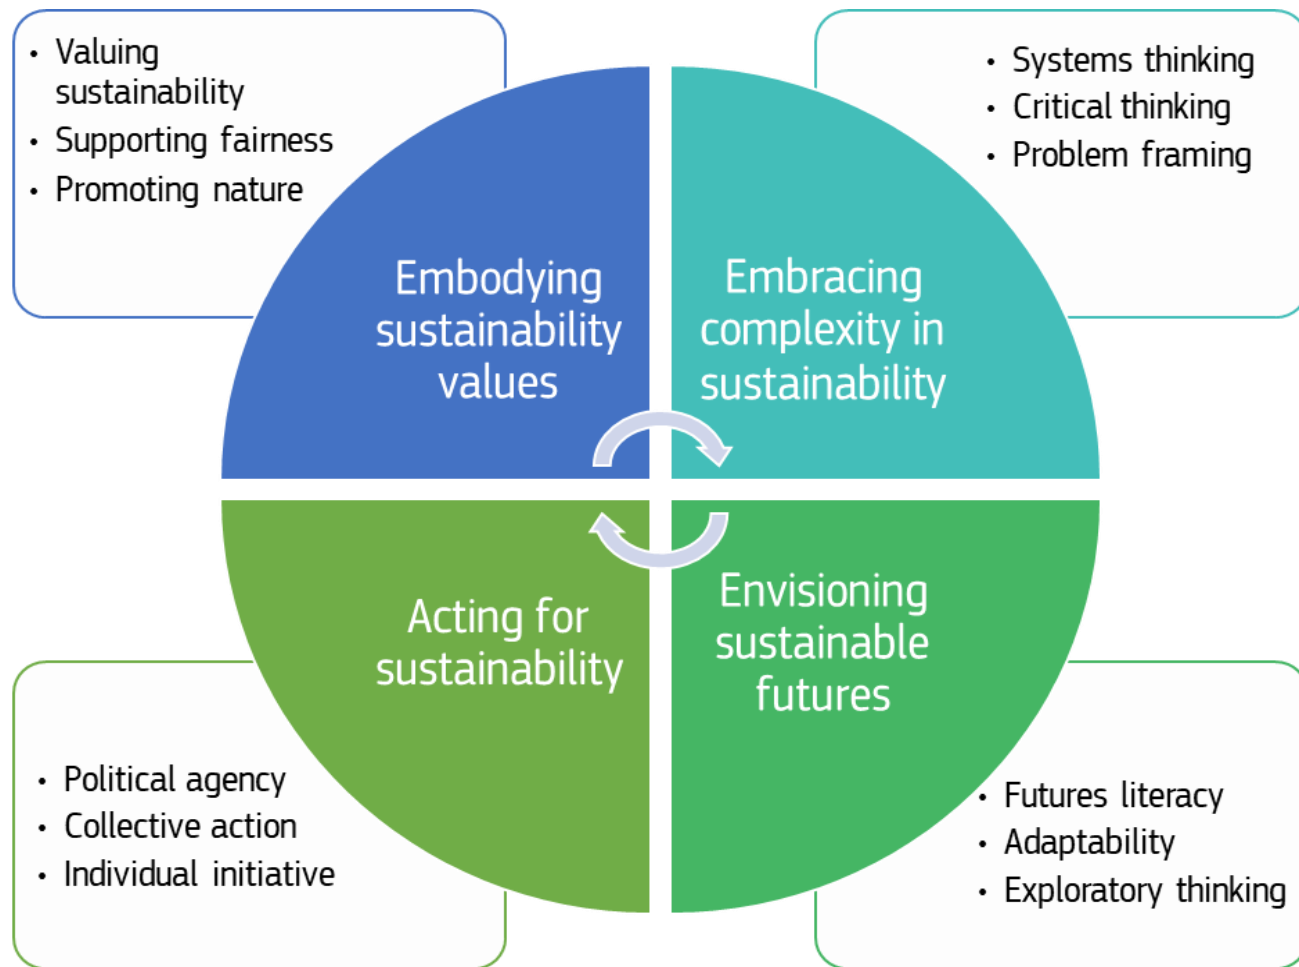 • Valuing
sustainability
• Supporting fairness
• Promoting nature
• Systems thinking
• Critical thinking
• Problem framing
Embodying
sustainability
values
Embracing
complexity in
sustainability
Acting for
sustainability
Envisioning
sustainable
futures
• Political agency
• Collective action
• Individual initiative
• Futures literacy
• Adaptability
• Exploratory thinking